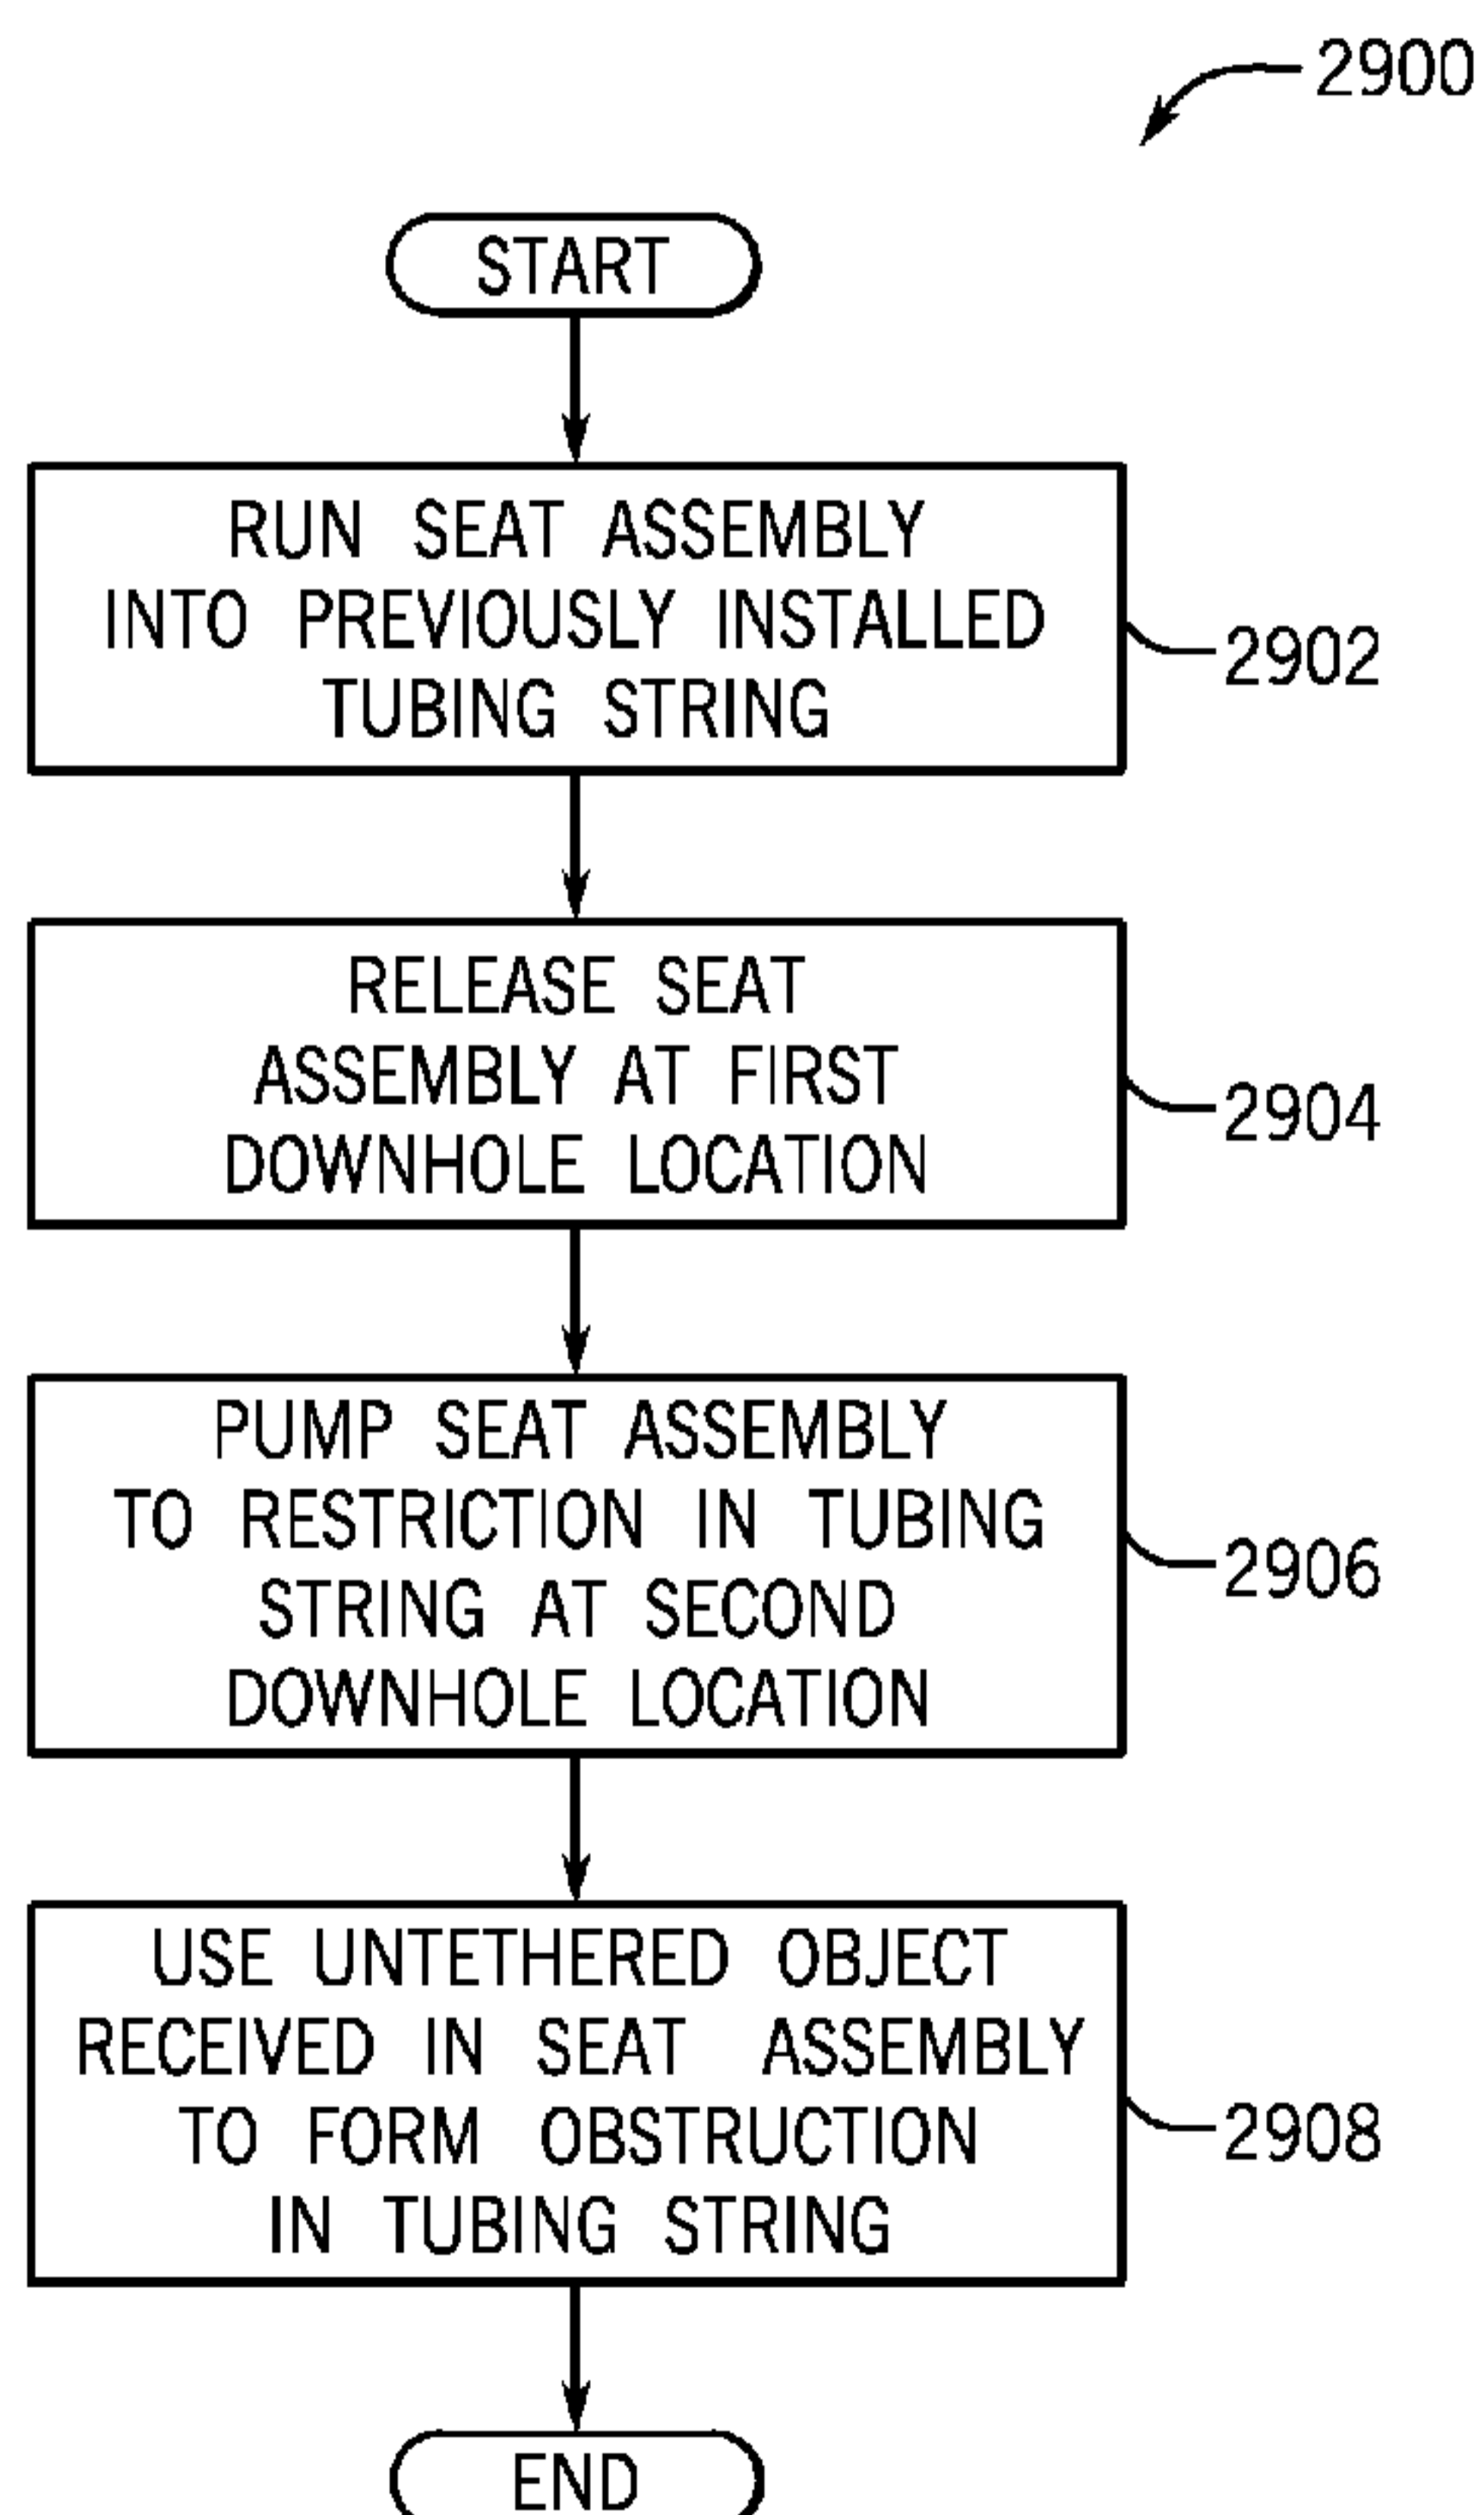 2900
START
RUN SEAT ASSEMBLY
INTO PREVIOUSLY INSTALLED
TUBING STRING
2902
RELEASE SEAT
ASSEMBLY AT FIRST
DOWNHOLE LOCATION
2904
PUMP SEAT ASSEMBLY
TO RESTRICTION IN TUBING
STRING AT SECOND
DOWNHOLE LOCATION
2906
USE UNTETHERED OBJECT
RECEIVED IN SEAT ASSEMBLY
TO FORM OBSTRUCTION
IN TUBING STRING
2908
END